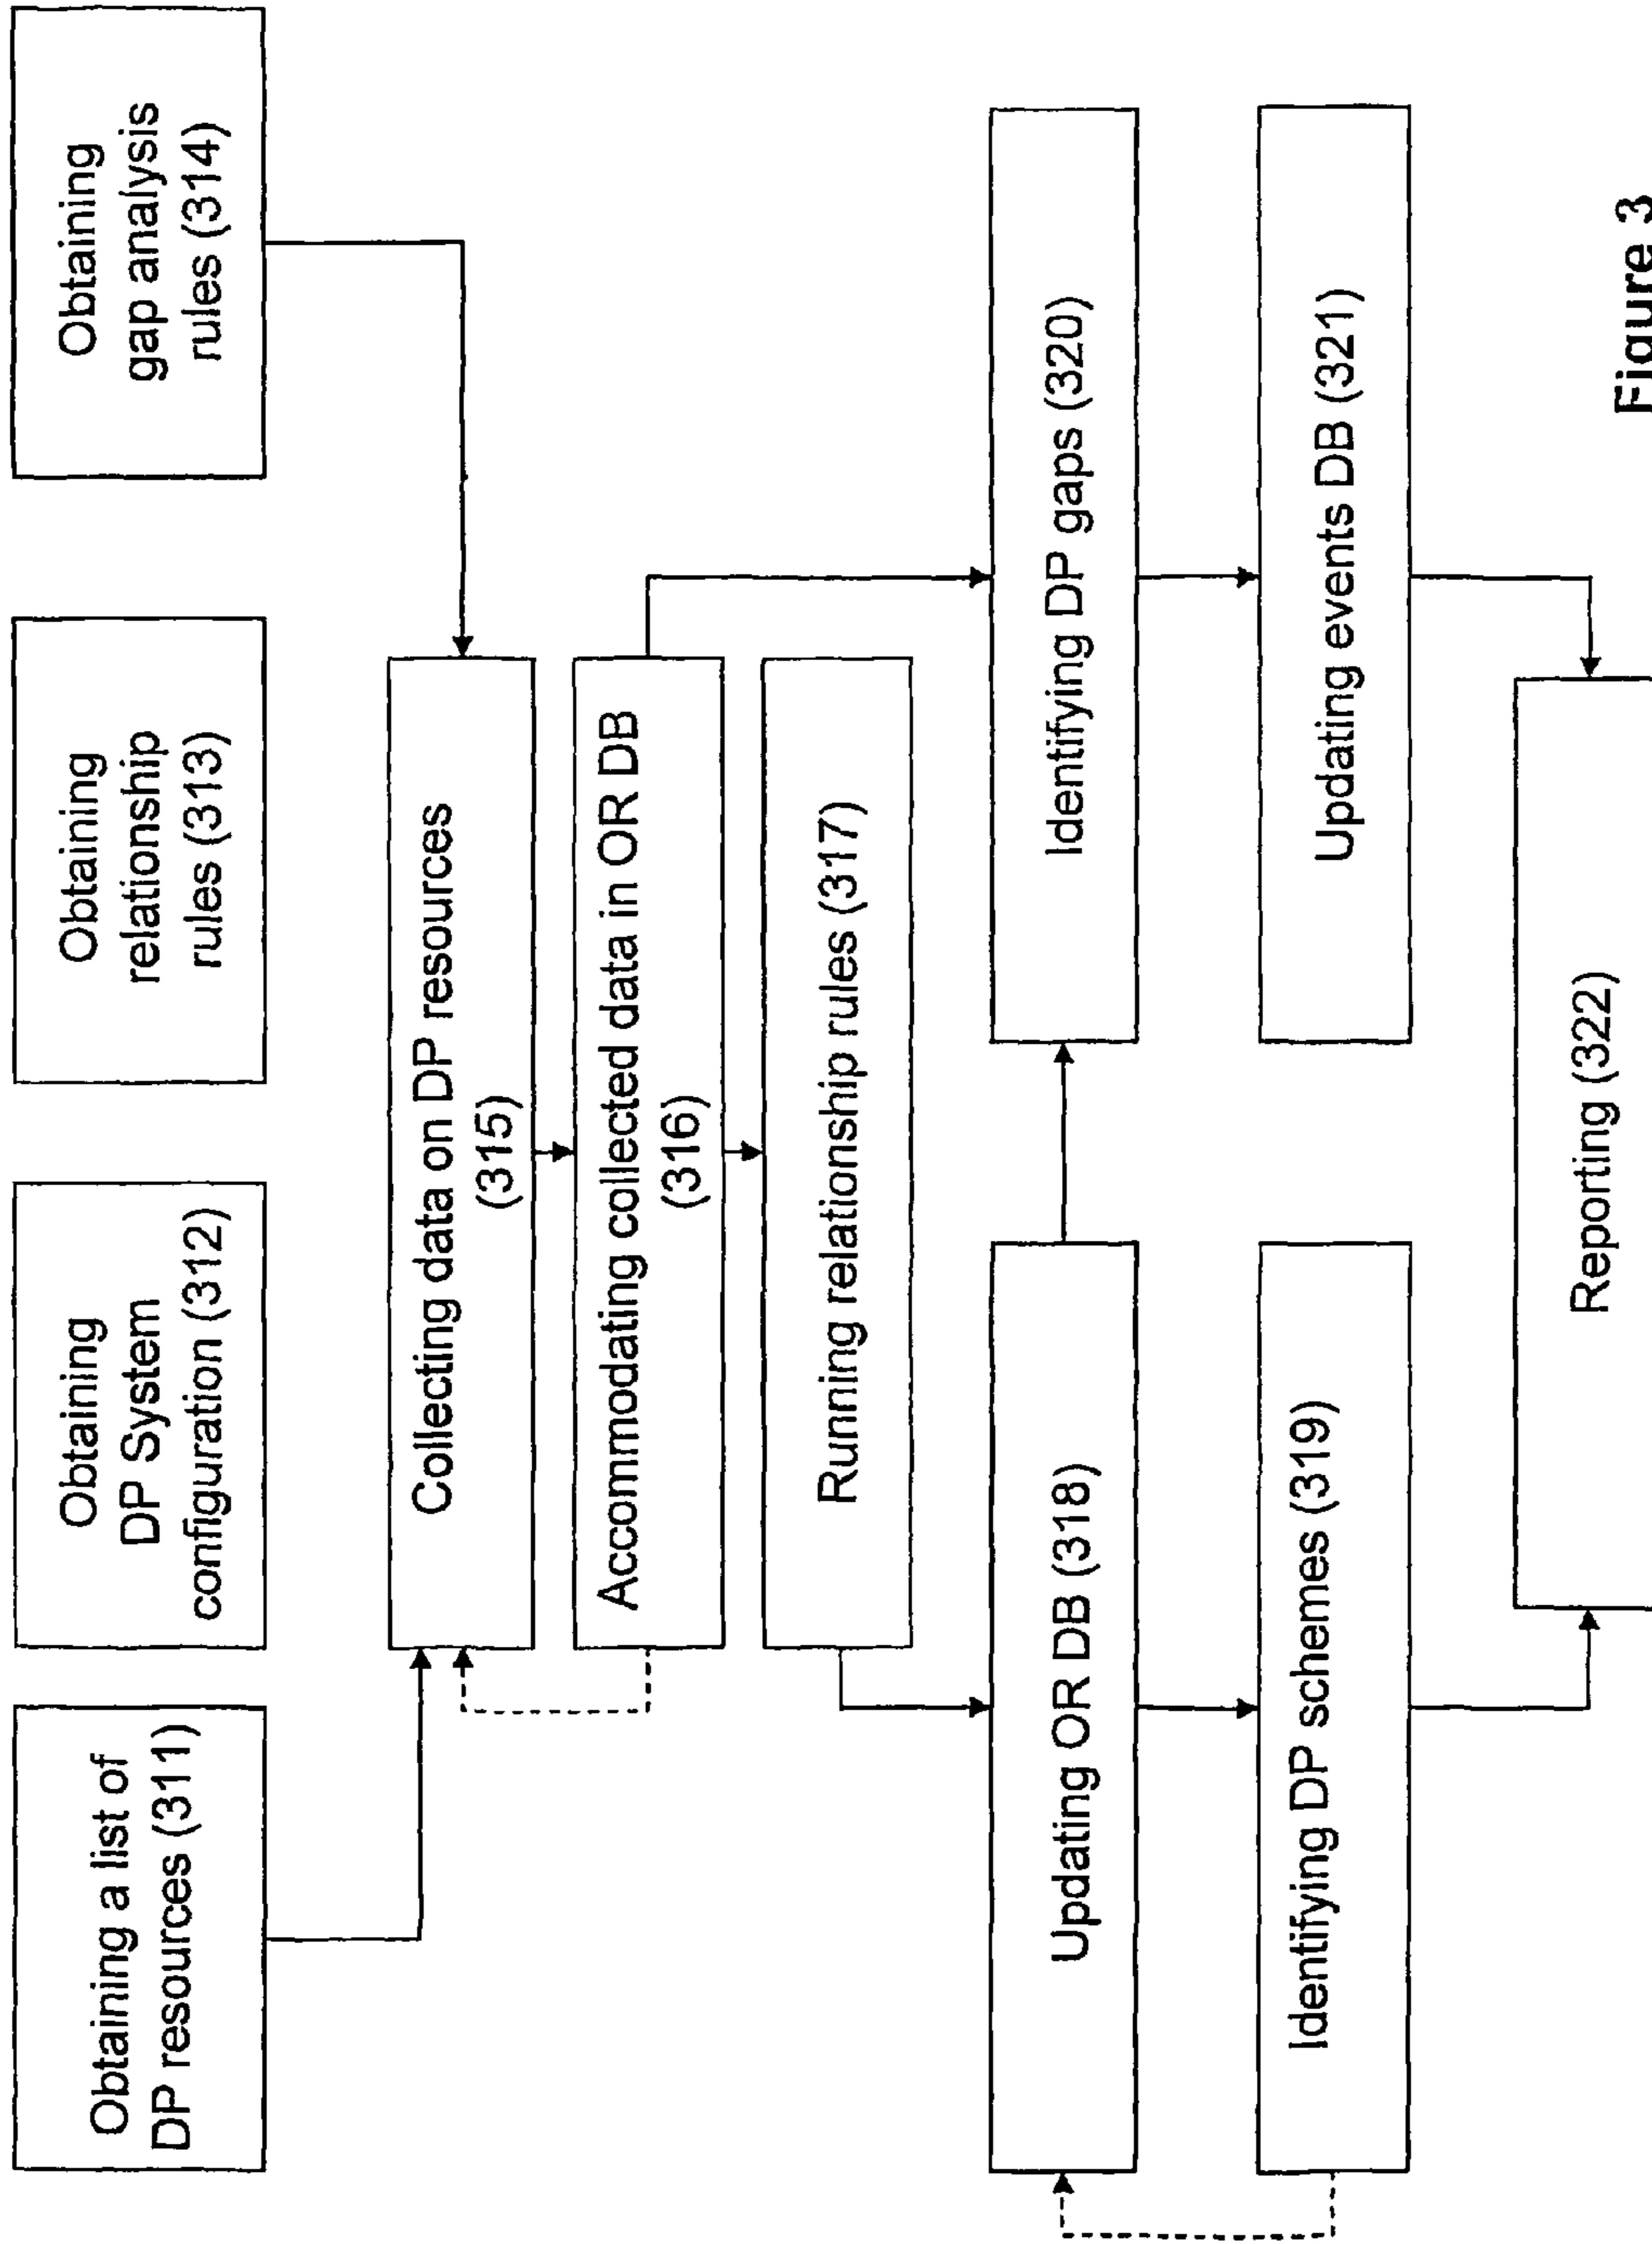 Obtaining a list of
DP resources (311)
Obtaining
DP System
configuration (312)
Obtaining
relationship
rules (313)
Obtaining
gap analysis
rules (314)
Collecting data on DP resources
(315)
Accommodating collected data in OR DB
(316)
Running relationship rules (317)
Updating OR DB (318)
Identifying DP gaps (320)
Identifying DP schemes (319)
Updating events DB (321)
Reporting (322)
Figure 3